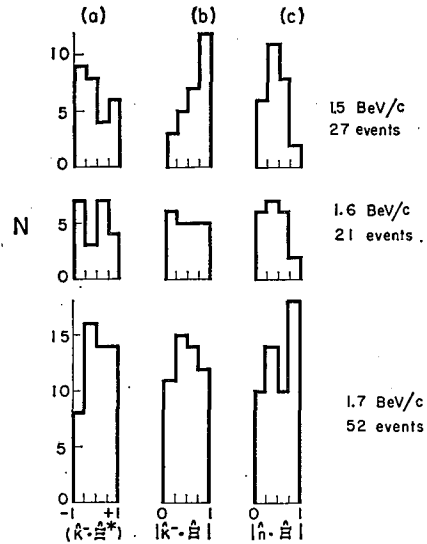 (a) (b) (c)
10
5
0
1.5 BeV/c
27 events
N
5
0
1.6 BeV/c
21 events
15
10
5
0
1.7 BeV/c
52 events
-1 +1 0 1 0 1
(k̂⁻·Ξ̂*) |k̂⁻·Ξ̂| |n̂·Ξ̂|